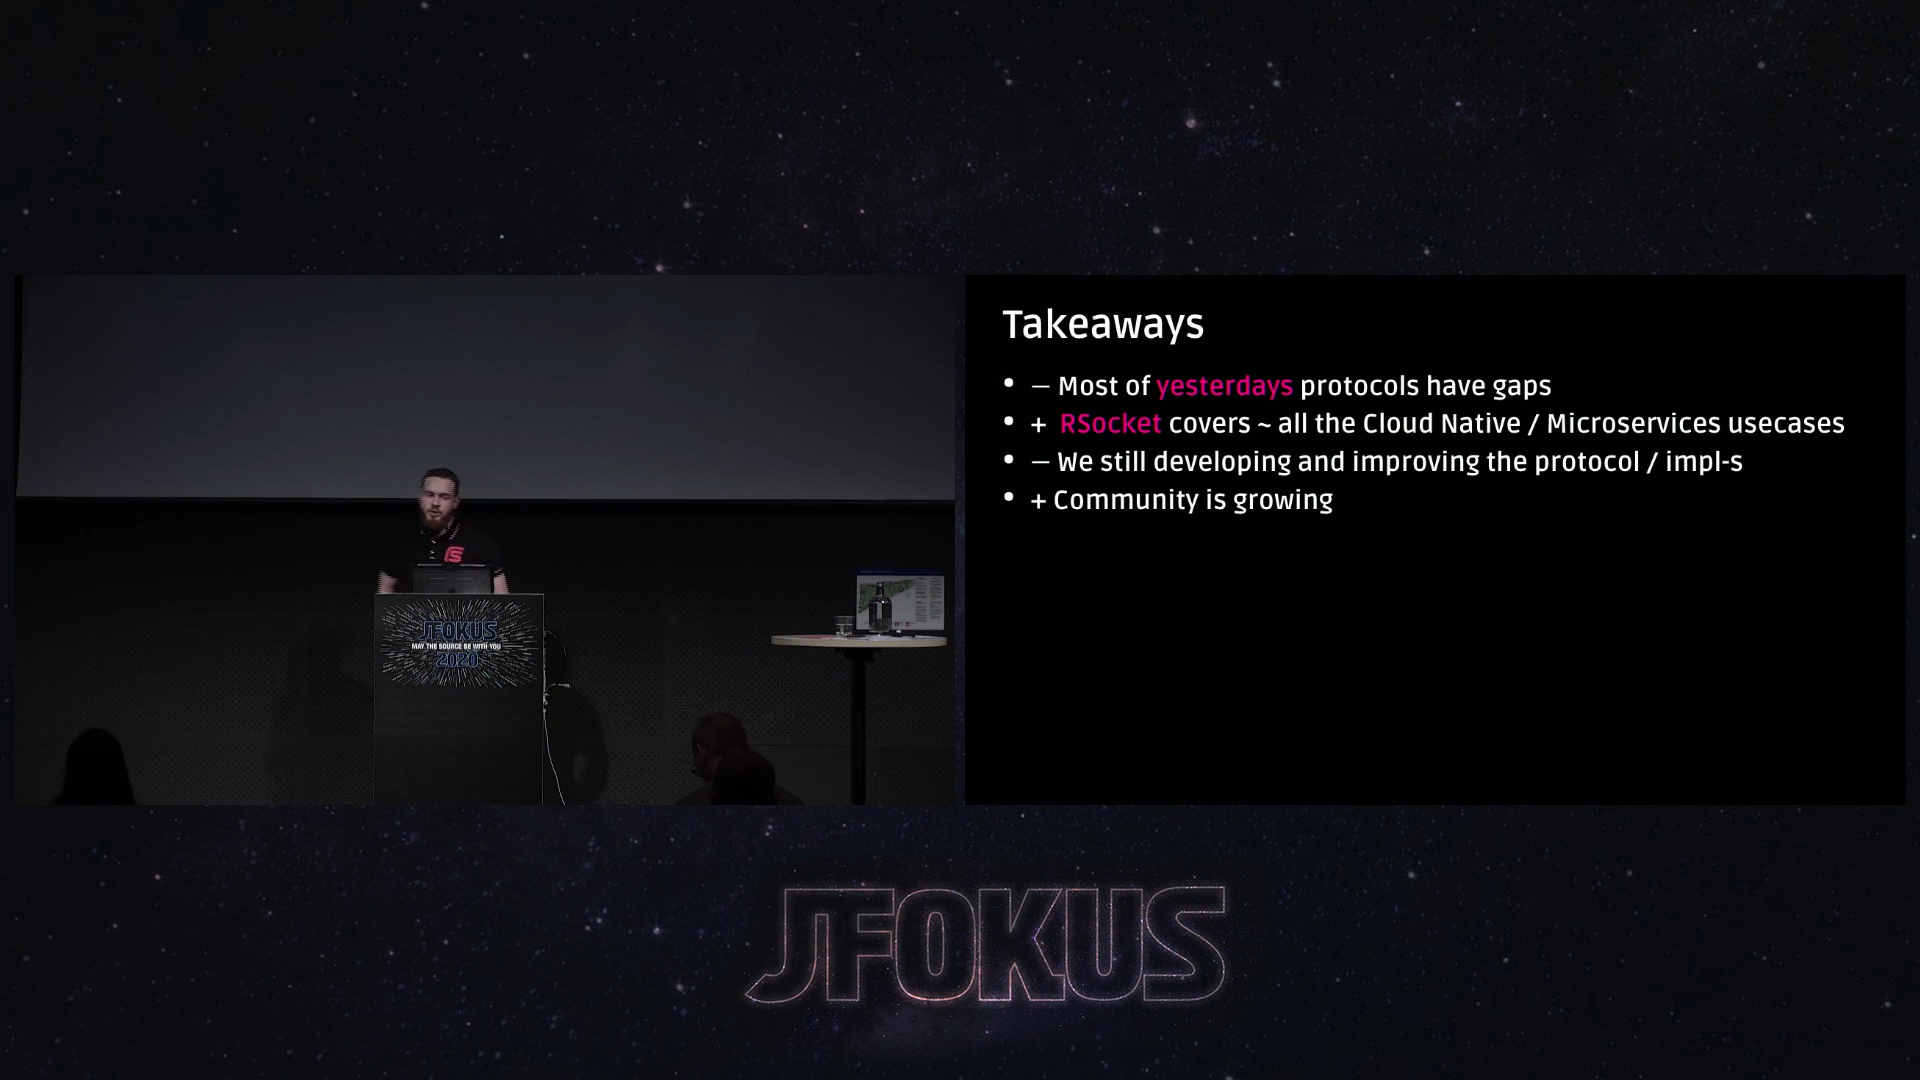 Takeaways
• – Most of yesterdays protocols have gaps
• + RSocket covers ~ all the Cloud Native / Microservices usecases
• – We still developing and improving the protocol / impl-s
• + Community is growing
JFOKUS
MAY THE SOURCE BE WITH YOU
2020
JFOKUS